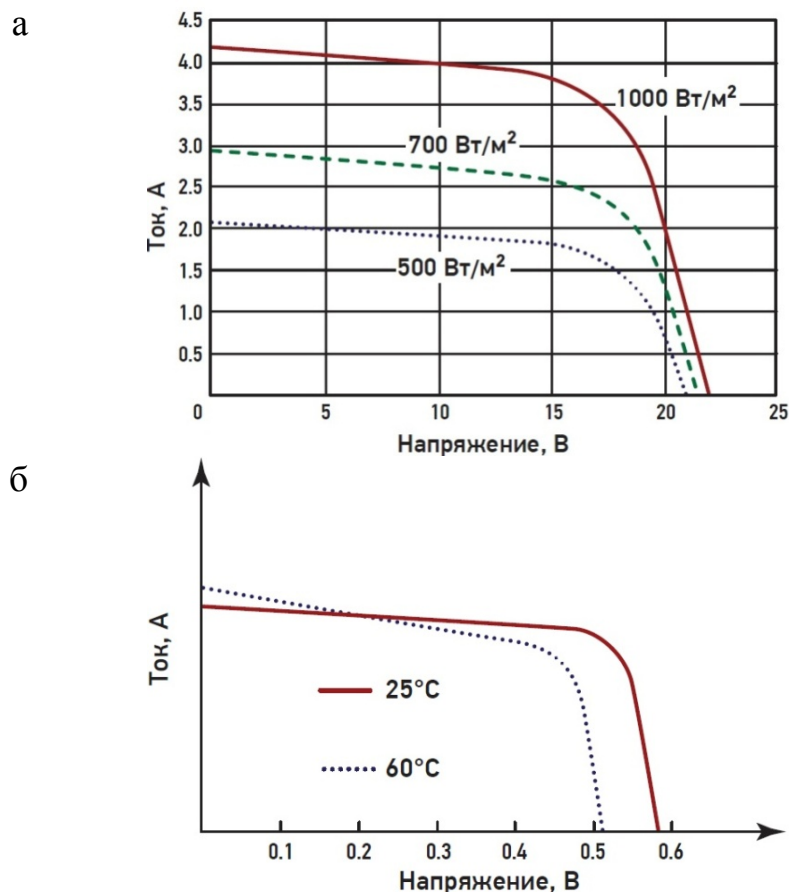 а
4.5
4.0
3.5
3.0
2.5
2.0
1.5
1.0
0.5
Ток, А
1000 Вт/м²
700 Вт/м²
500 Вт/м²
0 5 10 15 20 25
Напряжение, В
б
Ток, А
25°C
60°C
0.1 0.2 0.3 0.4 0.5 0.6
Напряжение, В